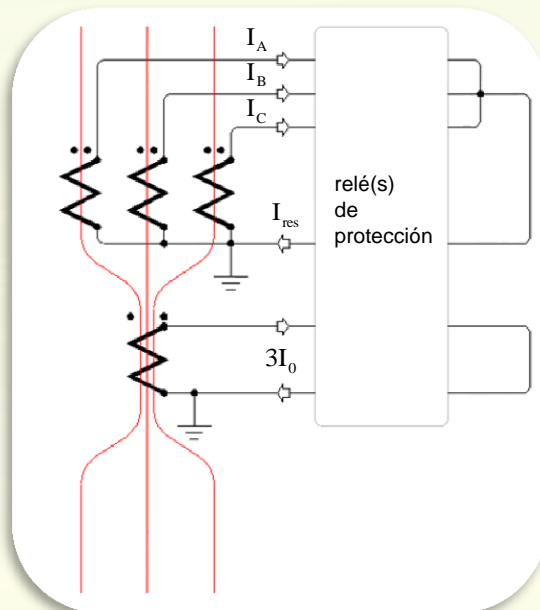 I_A
I_B
I_C
relé(s)
de
protección
I_res
3I_0